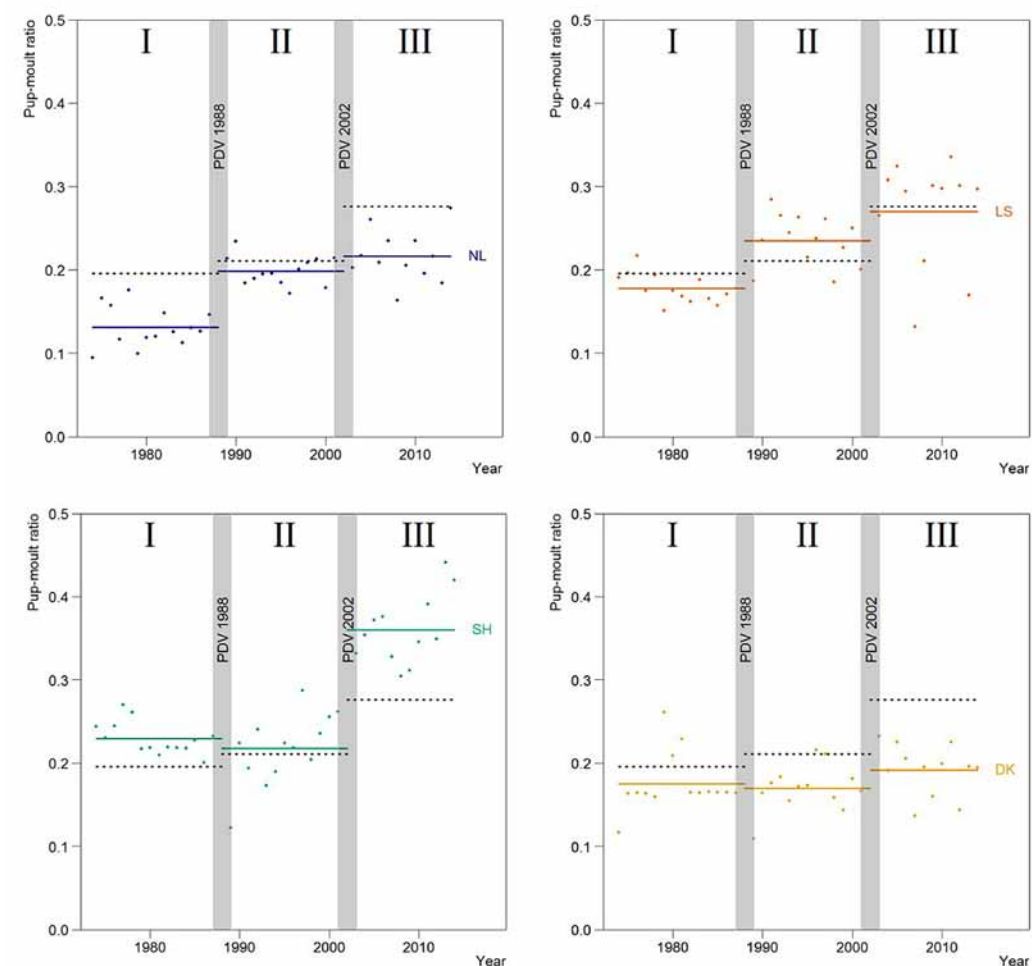 Pup-moult ratio
0.5
0.4
0.3
0.2
0.1
0.0
I
II
III
PDV 1988
PDV 2002
NL
1980
1990
2000
2010
Year
Pup-moult ratio
0.5
0.4
0.3
0.2
0.1
0.0
I
II
III
PDV 1988
PDV 2002
LS
1980
1990
2000
2010
Year
Pup-moult ratio
0.5
0.4
0.3
0.2
0.1
0.0
I
II
III
PDV 1988
PDV 2002
SH
1980
1990
2000
2010
Year
Pup-moult ratio
0.5
0.4
0.3
0.2
0.1
0.0
I
II
III
PDV 1988
PDV 2002
DK
1980
1990
2000
2010
Year